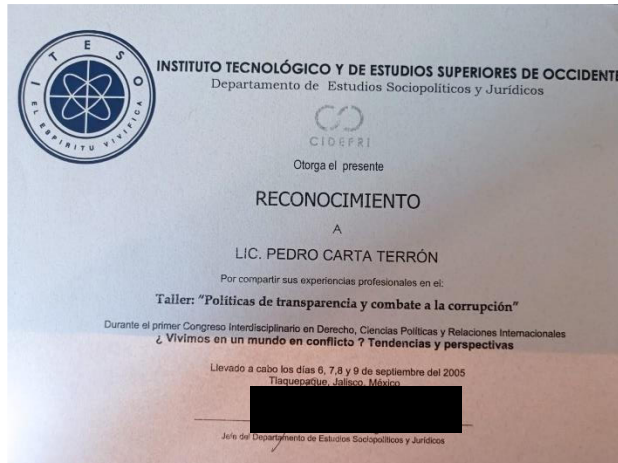 ITESO
EL ESPIRITU VIVIFICA
INSTITUTO TECNOLÓGICO Y DE ESTUDIOS SUPERIORES DE OCCIDENTE
Departamento de Estudios Sociopolíticos y Jurídicos
CIDEPRI
Otorga el presente
RECONOCIMIENTO
A
LIC. PEDRO CARTA TERRÓN
Por compartir sus experiencias profesionales en el:
Taller: "Políticas de transparencia y combate a la corrupción"
Durante el primer Congreso Interdisciplinario en Derecho, Ciencias Políticas y Relaciones Internacionales
¿ Vivimos en un mundo en conflicto ? Tendencias y perspectivas
Llevado a cabo los días 6, 7,8 y 9 de septiembre del 2005
Tlaquepaque, Jalisco, México
Jefe del Departamento de Estudios Sociopolíticos y Jurídicos